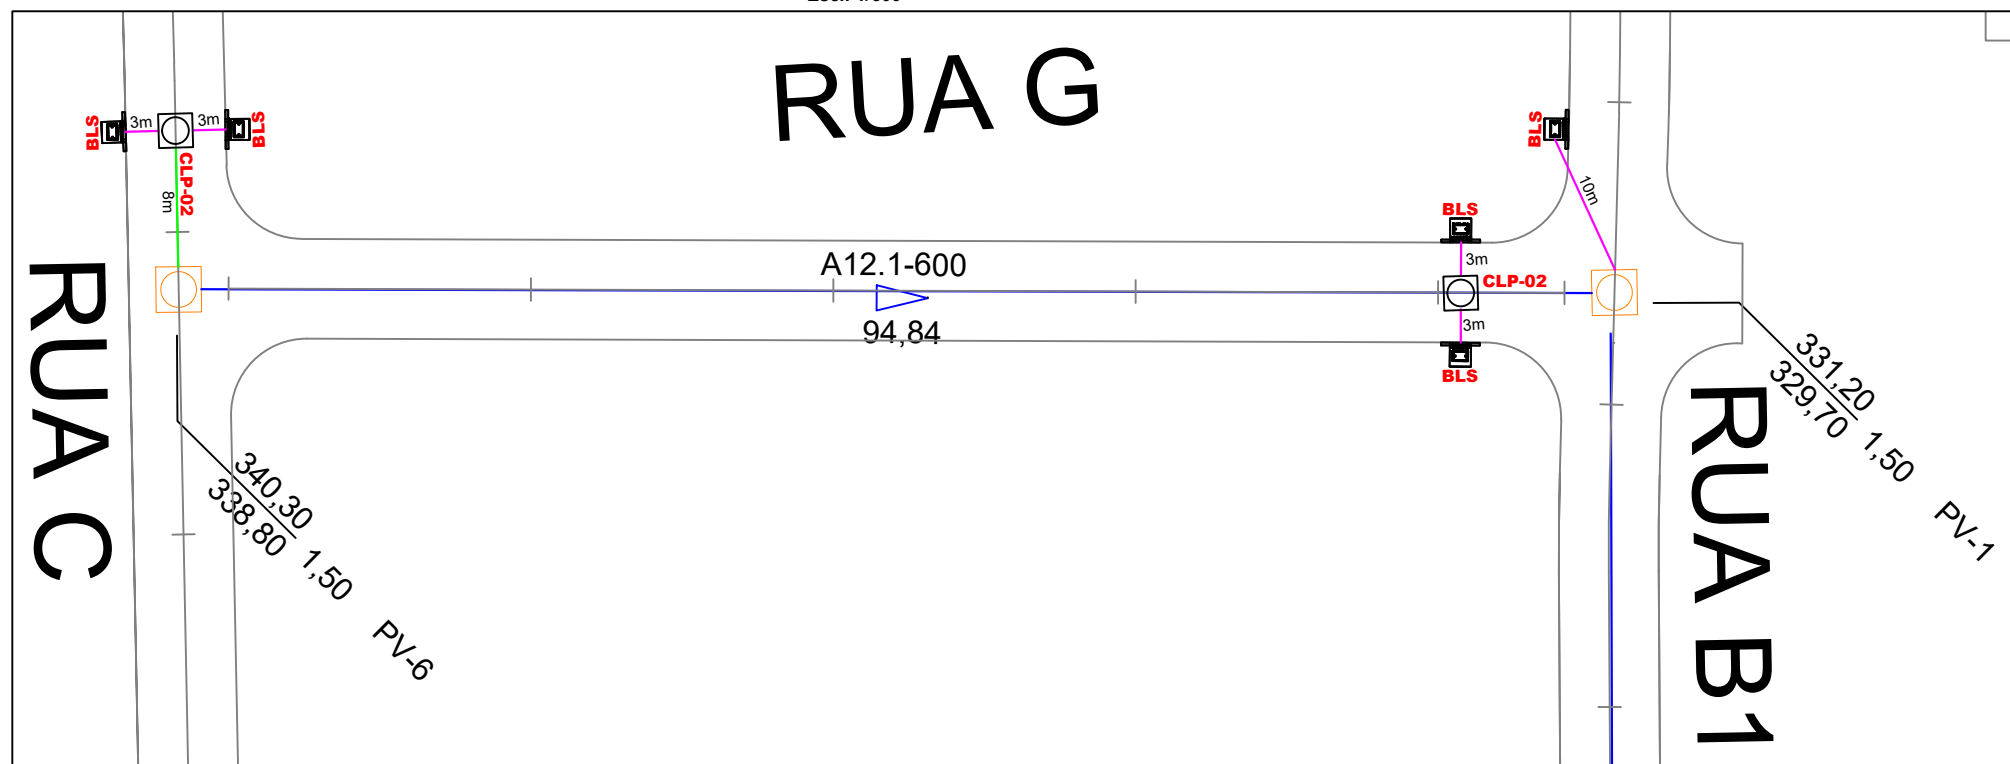 RUA G
BLS
3m
3m
BLS
CLP-02
8m
BLS
10m
BLS
3m
CLP-02
3m
BLS
A12.1-600
94,84
RUA C
340,30
338,80
1,50
PV-6
331,20
329,70
1,50
PV-1
RUA B1